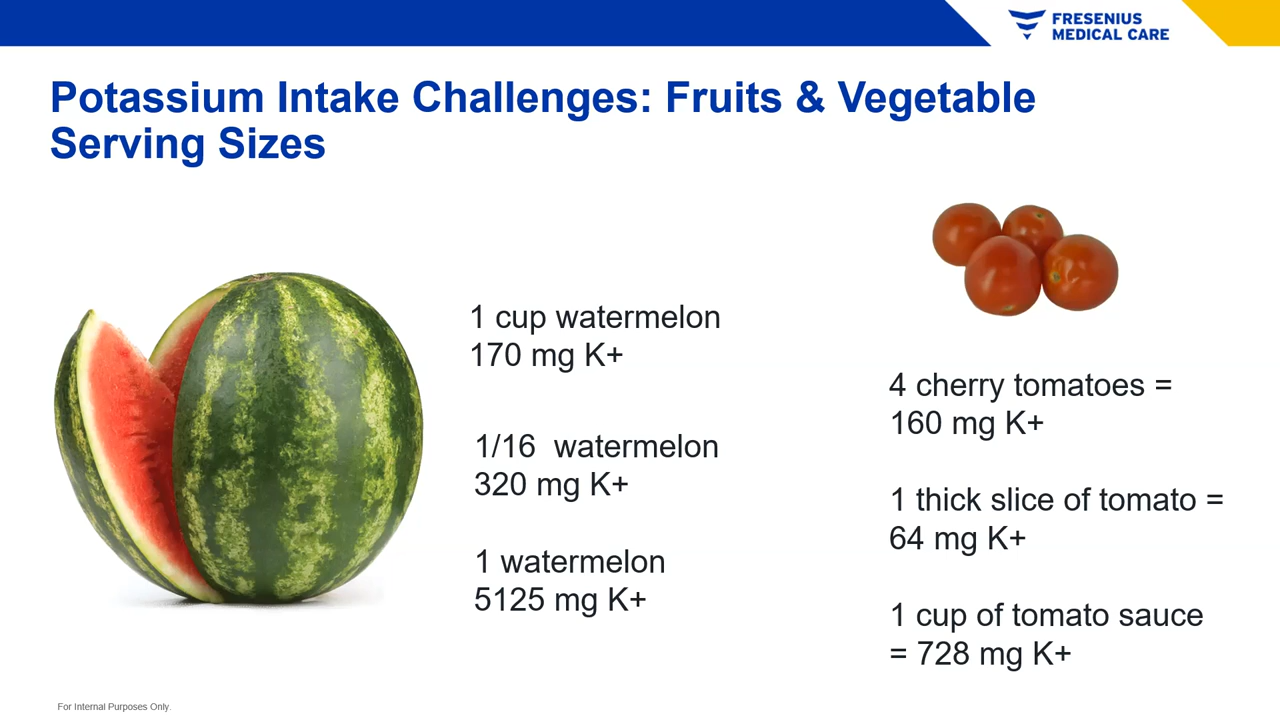 FRESENIUS
MEDICAL CARE
Potassium Intake Challenges: Fruits & Vegetable
Serving Sizes
1 cup watermelon
170 mg K+
1/16  watermelon
320 mg K+
1 watermelon
5125 mg K+
4 cherry tomatoes =
160 mg K+
1 thick slice of tomato =
64 mg K+
1 cup of tomato sauce
= 728 mg K+
For Internal Purposes Only.